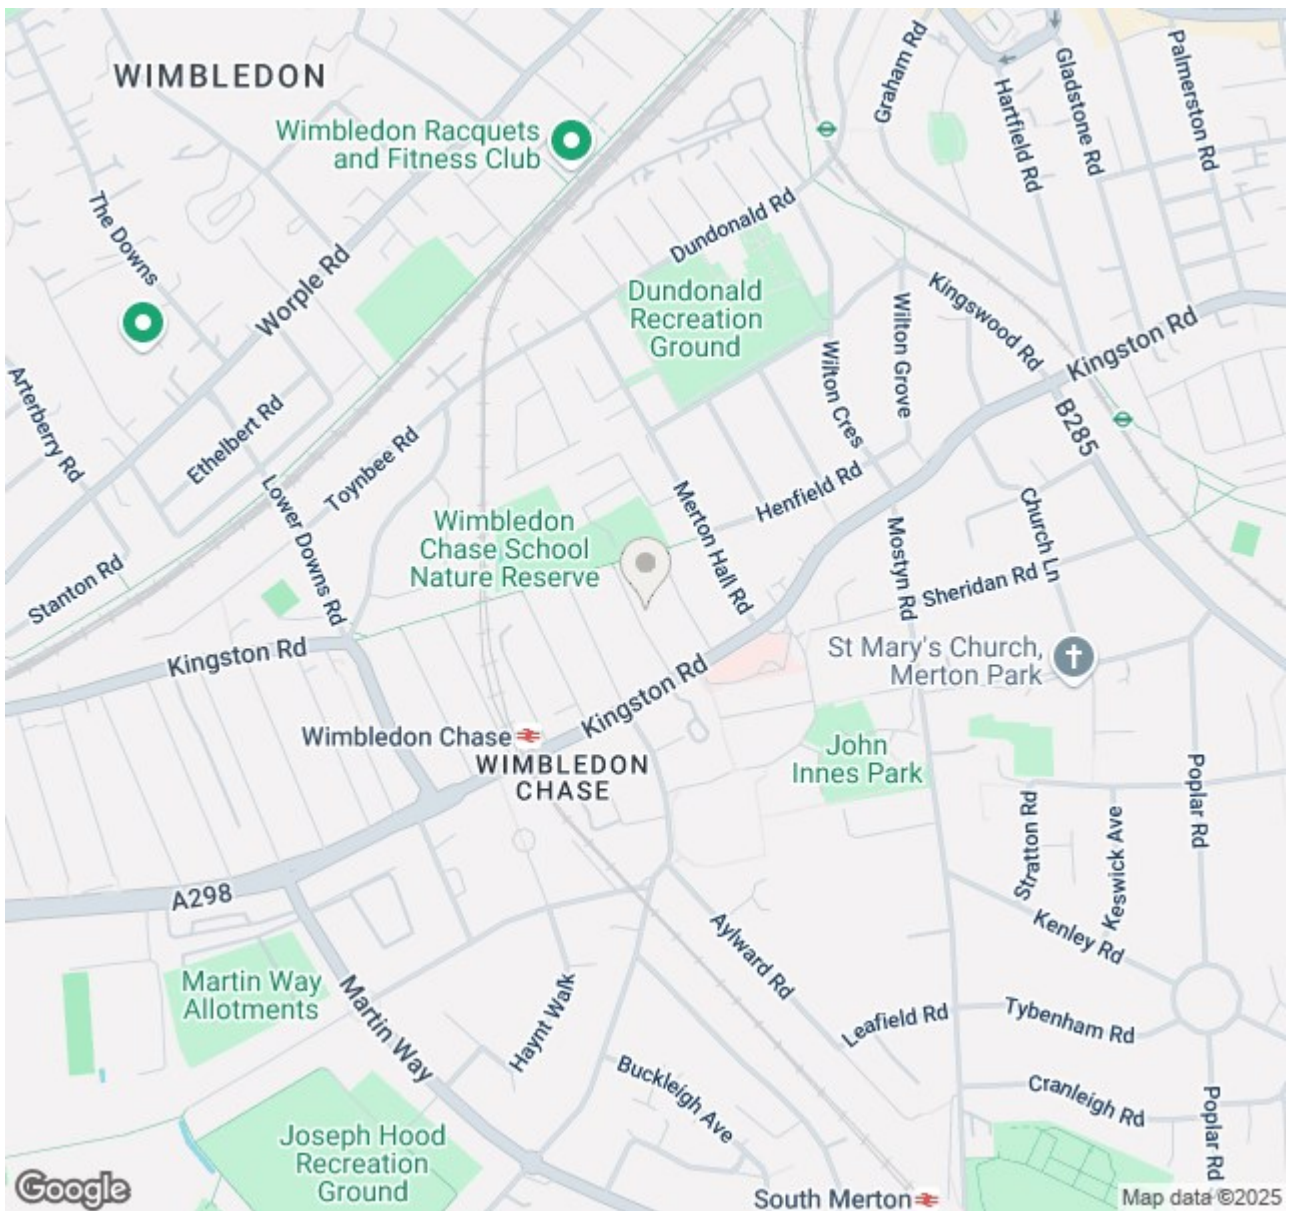 WIMBLEDON
Wimbledon Racquets
and Fitness Club
Graham Rd
Hartfield Rd
Gladstone Rd
Palmerston Rd
The Downs
Worple Rd
Dundonald Rd
Dundonald
Recreation
Ground
Kingswood Rd
Wilton Grove
Wilton Cres
Kingston Rd
B285
Arterberry Rd
Ethelbert Rd
Toynbee Rd
Lower Downs Rd
Stanton Rd
Wimbledon
Chase School
Nature Reserve
Merton Hall Rd
Henfield Rd
Mostyn Rd
Church Ln
Sheridan Rd
Kingston Rd
St Mary's Church,
Merton Park
Kingston Rd
Wimbledon Chase
WIMBLEDON
CHASE
John
Innes Park
Poplar Rd
Stratton Rd
Keswick Ave
A298
Kenley Rd
Aylward Rd
Martin Way
Allotments
Martin Way
Haynt Walk
Leafield Rd
Tybenham Rd
Buckleigh Ave
Cranleigh Rd
Poplar Rd S
Joseph Hood
Recreation
Ground
South Merton
Google
Map data ©2025